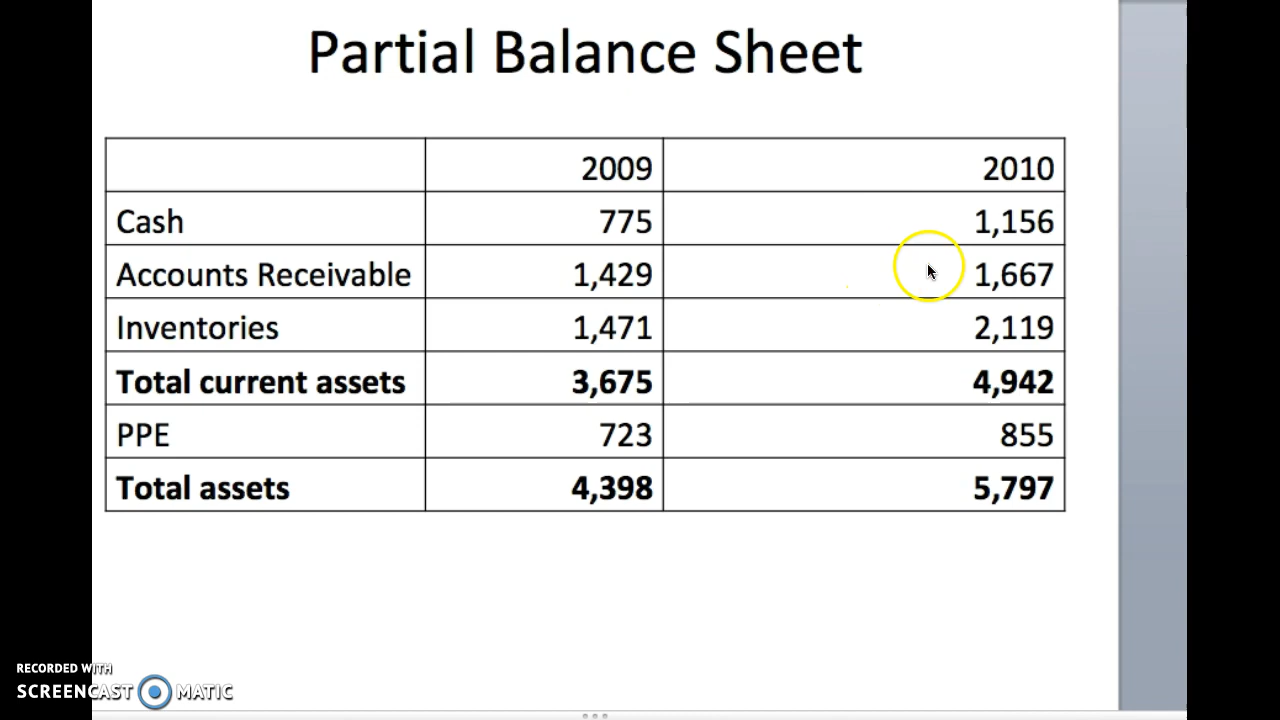 Partial Balance Sheet
2009 2010
Cash 775 1,156
Accounts Receivable 1,429 1,667
Inventories 1,471 2,119
Total current assets 3,675 4,942
PPE 723 855
Total assets 4,398 5,797
RECORDED WITH
SCREENCAST MATIC